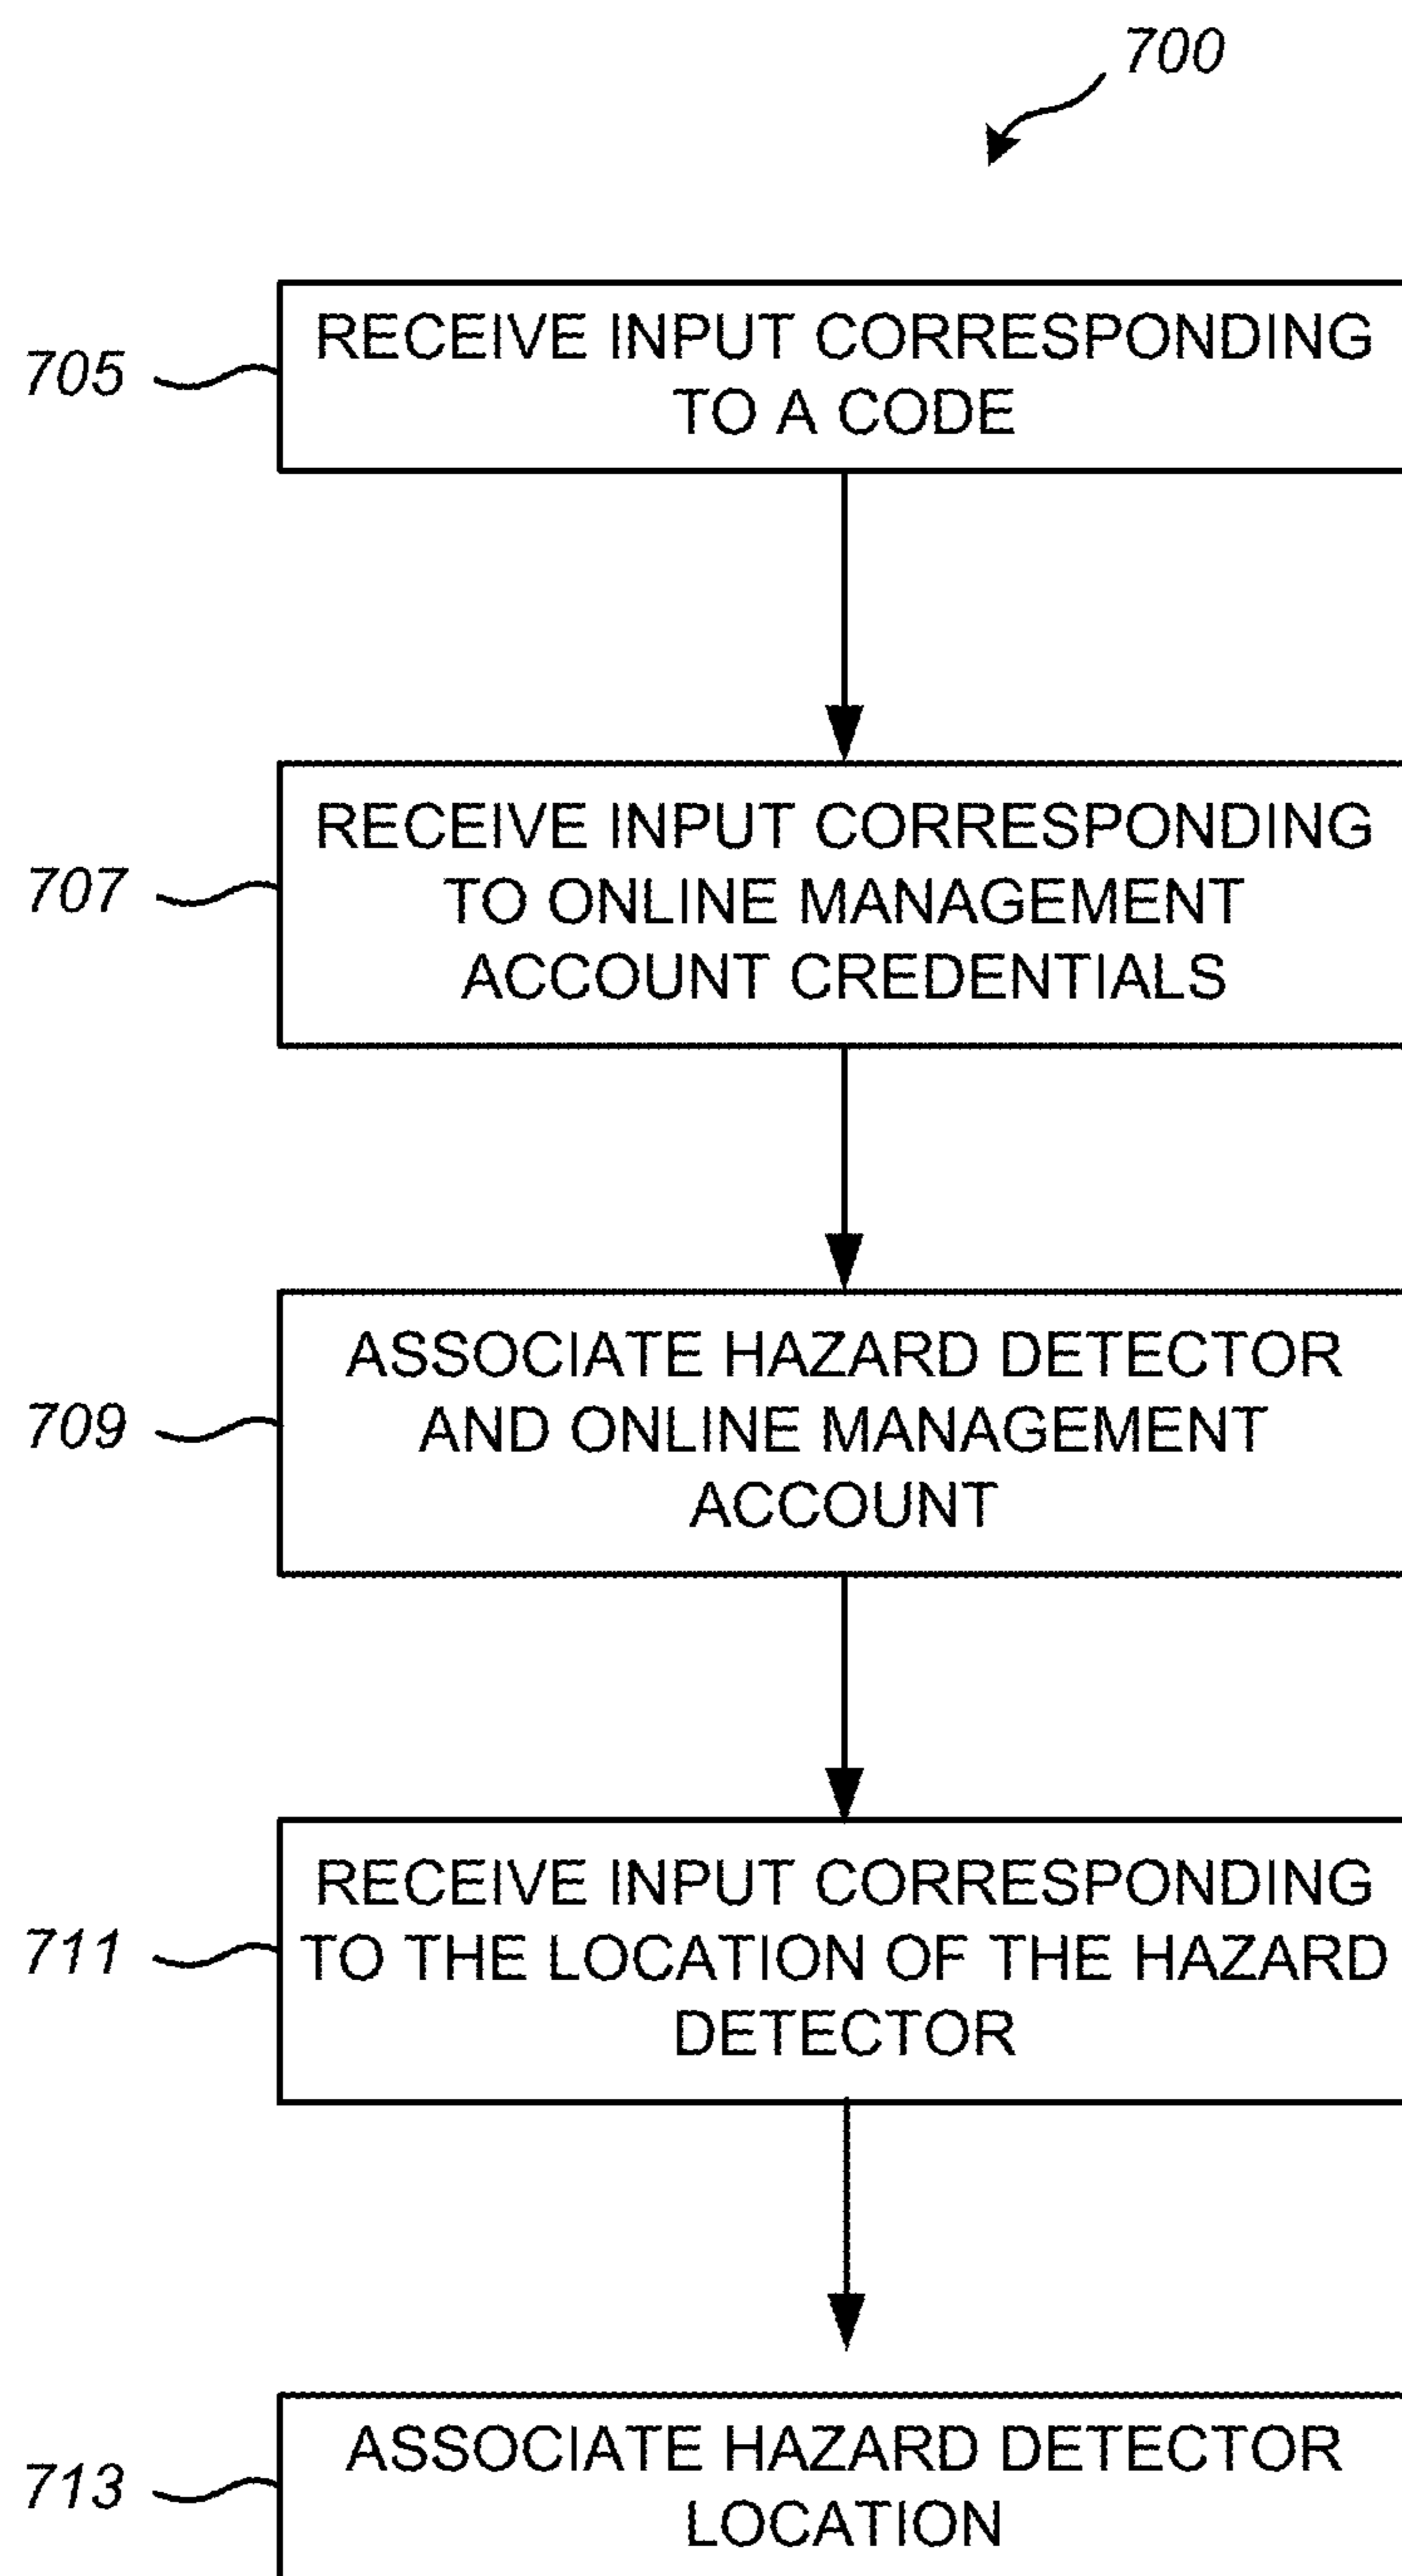 700
705
RECEIVE INPUT CORRESPONDING
TO A CODE
707
RECEIVE INPUT CORRESPONDING
TO ONLINE MANAGEMENT
ACCOUNT CREDENTIALS
709
ASSOCIATE HAZARD DETECTOR
AND ONLINE MANAGEMENT
ACCOUNT
711
RECEIVE INPUT CORRESPONDING
TO THE LOCATION OF THE HAZARD
DETECTOR
713
ASSOCIATE HAZARD DETECTOR
LOCATION